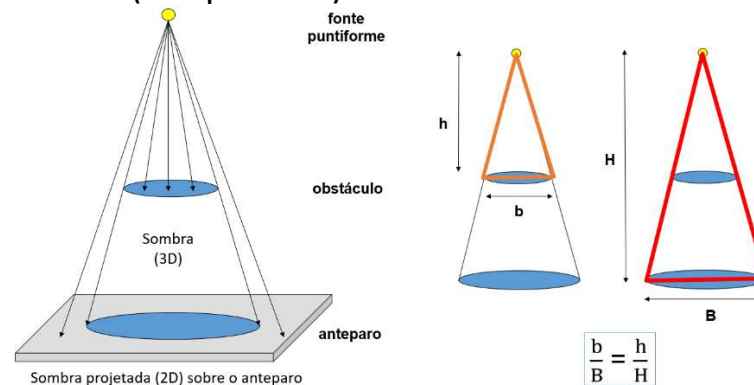 fonte
puntiforme
obstáculo
Sombra
(3D)
anteparo
Sombra projetada (2D) sobre o anteparo
h
b
H
B
b/B = h/H